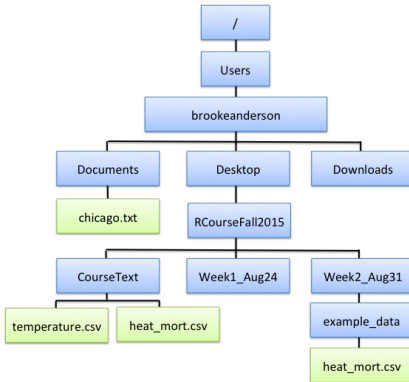 /
Users
brookeanderson
Documents
Desktop
Downloads
chicago.txt
RCourseFall2015
CourseText
Week1_Aug24
Week2_Aug31
temperature.csv
heat_mort.csv
example_data
heat_mort.csv